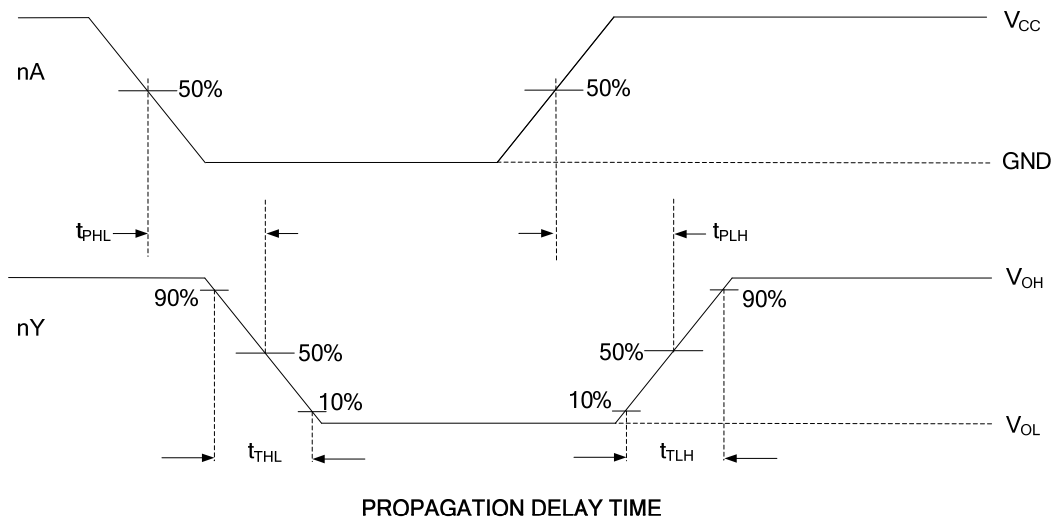 V_CC
nA
50%
50%
GND
t_PHL
t_PLH
V_OH
90%
90%
nY
50%
50%
10%
10%
V_OL
t_THL
t_TLH
PROPAGATION DELAY TIME